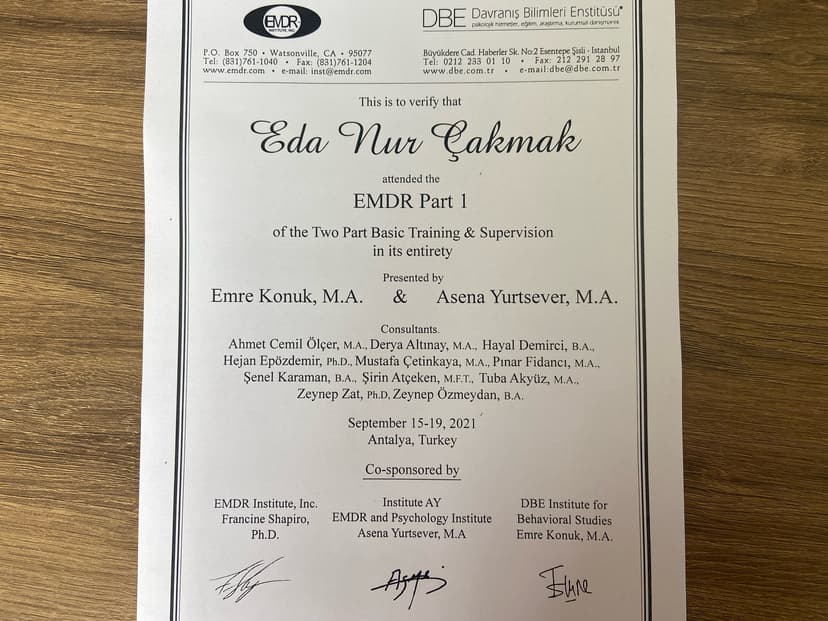 EMDR
INSTITUTE, INC.
DBE Davranış Bilimleri Enstitüsü
psikolojik hizmetler, eğitim, araştırma, kurumsal danışmanlık
P.O. Box 750 • Watsonville, CA • 95077
Tel: (831)761-1040 • Fax: (831)761-1204
www.emdr.com • e-mail: inst@emdr.com
Büyükdere Cad. Haberler Sk. No:2 Esentepe Şişli - Istanbul
Tel: 0212 233 01 10 • Fax: 212 291 28 97
www.dbe.com.tr • e-mail:dbe@dbe.com.tr
This is to verify that
Eda Nur Çakmak
attended the
EMDR Part 1
of the Two Part Basic Training & Supervision
in its entirety
Presented by
Emre Konuk, M.A. & Asena Yurtsever, M.A.
Consultants
Ahmet Cemil Ölçer, M.A., Derya Altınay, M.A., Hayal Demirci, B.A.,
Hejan Epözdemir, Ph.D., Mustafa Çetinkaya, M.A., Pınar Fidancı, M.A.,
Şenel Karaman, B.A., Şirin Atçeken, M.F.T., Tuba Akyüz, M.A.,
Zeynep Zat, Ph.D, Zeynep Özmeydan, B.A.
September 15-19, 2021
Antalya, Turkey
Co-sponsored by
EMDR Institute, Inc.
Francine Shapiro,
Ph.D.
Institute AY
EMDR and Psychology Institute
Asena Yurtsever, M.A
DBE Institute for
Behavioral Studies
Emre Konuk, M.A.